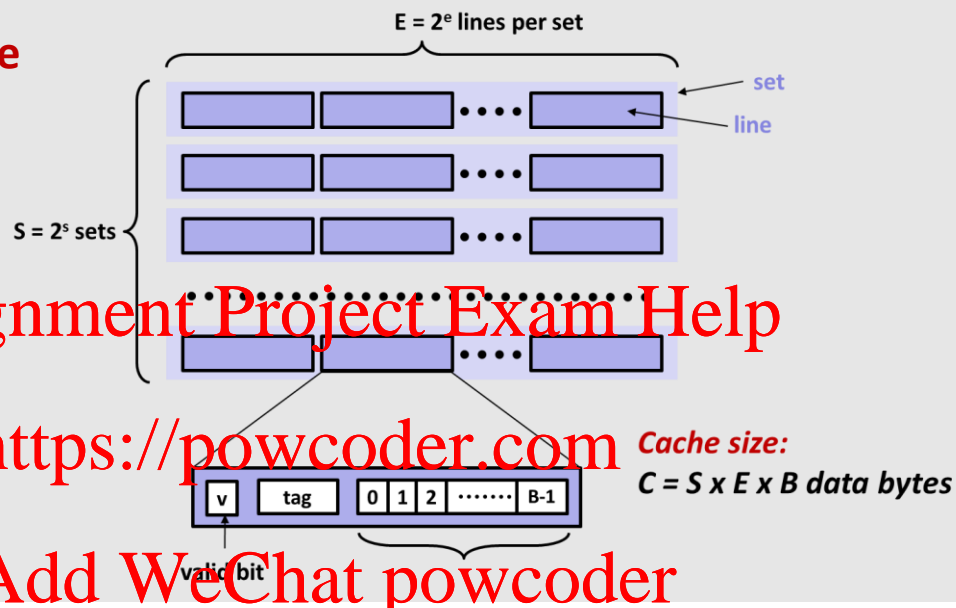 E = 2ᵉ lines per set
e
set
line
S = 2ˢ sets
gnment Project Exam Help
ttps://powcoder.com
Cache size:
C = S x E x B data bytes
v tag 0 1 2 ······· B-1
valid bit
Add WeChat powcoder